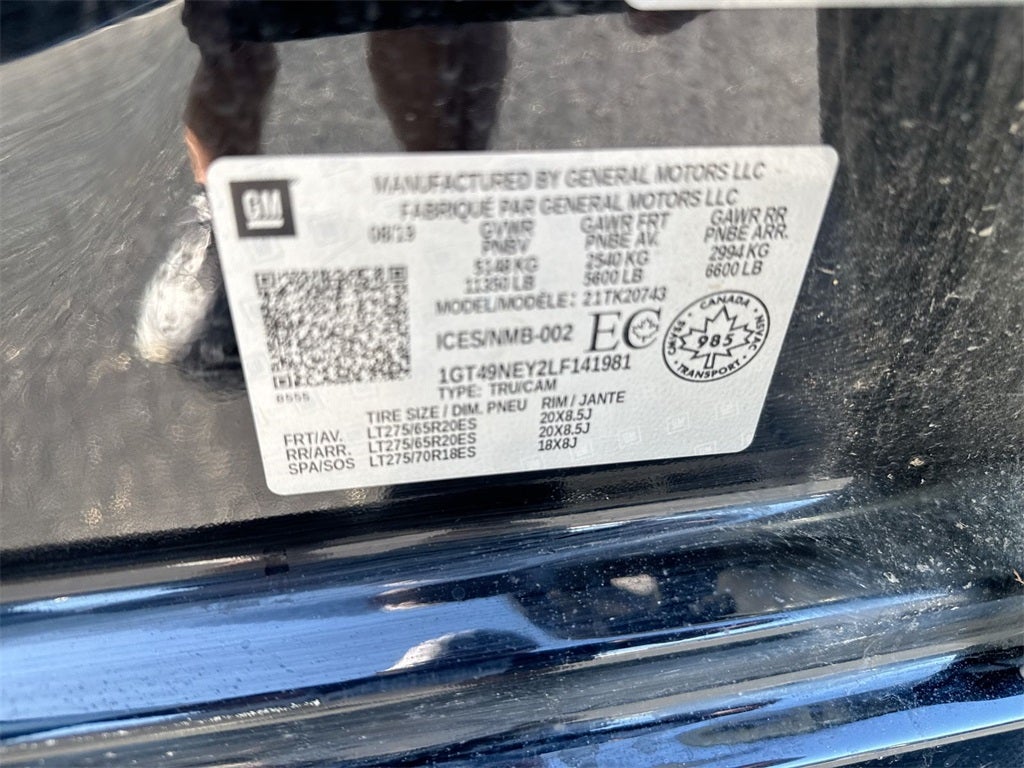 GM
MANUFACTURED BY GENERAL MOTORS LLC
FABRIQUÉ PAR GENERAL MOTORS LLC
08/19 GVWR GAWR FRT GAWR RR
PNBV PNBE AV. PNBE ARR.
5148 KG 2540 KG 2994 KG
11350 LB 5600 LB 6600 LB
MODEL/MODÈLE: 21TK20743
ICES/NMB-002 EC
CANADA
985
TRANSPORT
1GT49NEY2LF141981
TYPE: TRU/CAM
TIRE SIZE / DIM. PNEU RIM / JANTE
FRT/AV. LT275/65R20ES 20X8.5J
RR/ARR. LT275/65R20ES 20X8.5J
SPA/SOS LT275/70R18ES 18X8J